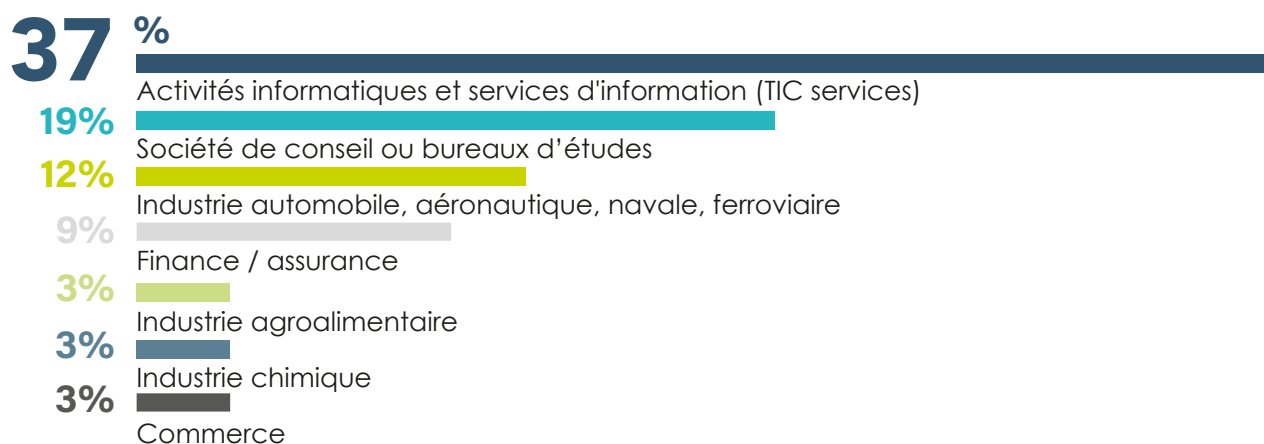 37 %
Activités informatiques et services d'information (TIC services)
19%
Société de conseil ou bureaux d’études
12%
Industrie automobile, aéronautique, navale, ferroviaire
9%
Finance / assurance
3%
Industrie agroalimentaire
3%
Industrie chimique
3%
Commerce